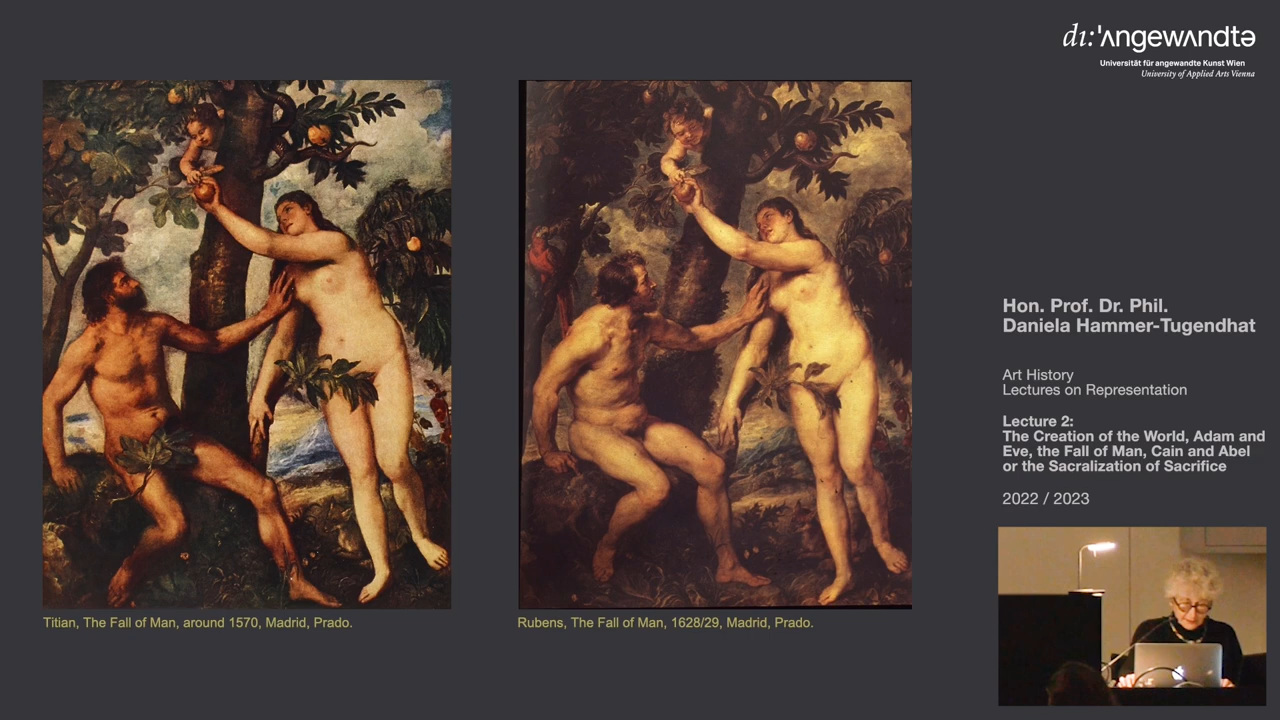 dı:ˈʌngewʌndtə
Universität für angewandte Kunst Wien
University of Applied Arts Vienna
Hon. Prof. Dr. Phil.
Daniela Hammer-Tugendhat
Art History
Lectures on Representation
Lecture 2:
The Creation of the World, Adam and
Eve, the Fall of Man, Cain and Abel
or the Sacralization of Sacrifice
2022 / 2023
Titian, The Fall of Man, around 1570, Madrid, Prado.
Rubens, The Fall of Man, 1628/29, Madrid, Prado.